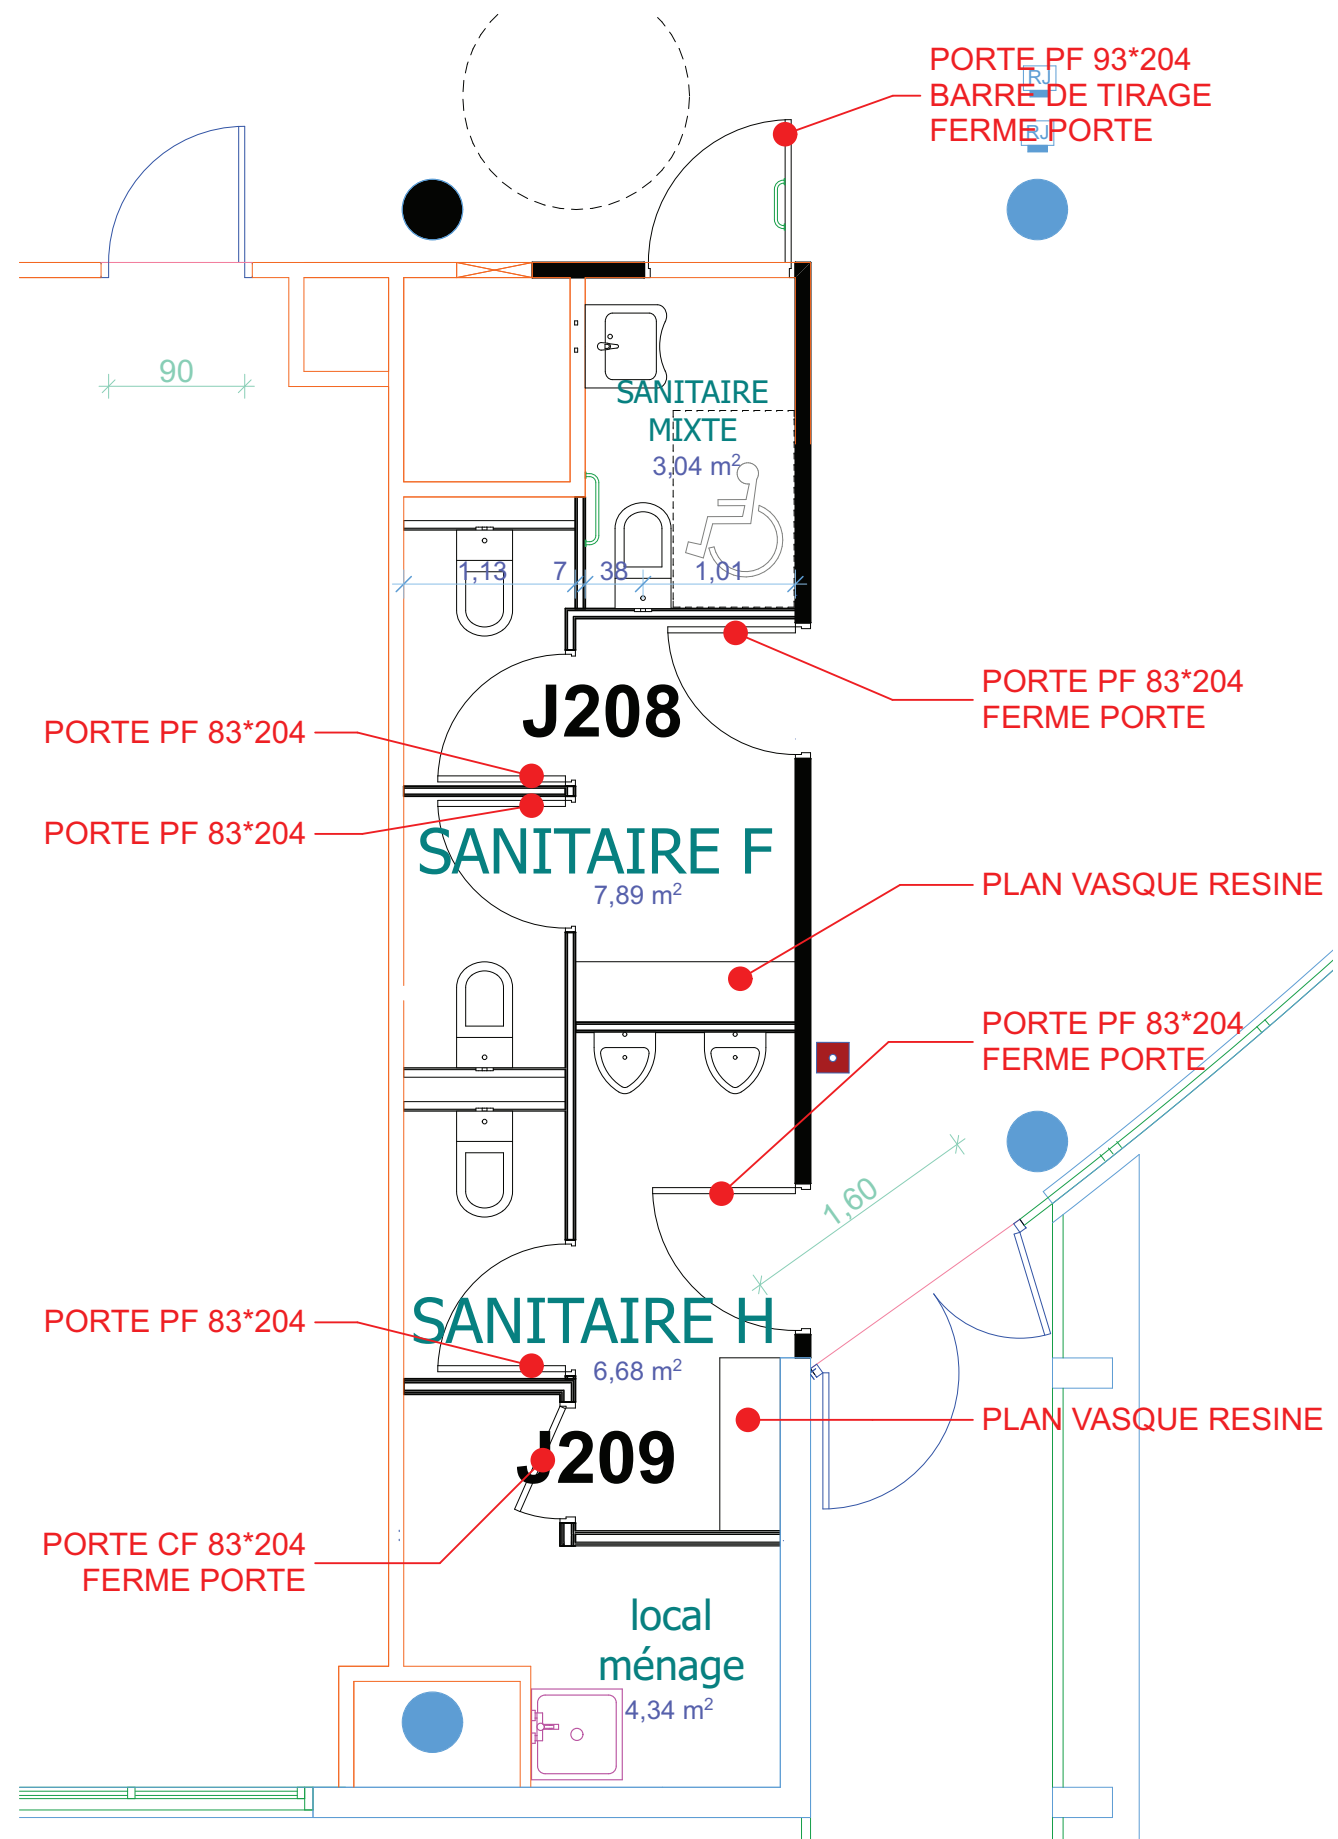 PORTE PF 93*204
BARRE DE TIRAGE
FERME PORTE
RJ
RJ
90
SANITAIRE
MIXTE
3,04 m²
1,13 7 38 1,01
J208
PORTE PF 83*204
FERME PORTE
PORTE PF 83*204
PORTE PF 83*204
SANITAIRE F
7,89 m²
PLAN VASQUE RESINE
PORTE PF 83*204
FERME PORTE
1,60
PORTE PF 83*204
SANITAIRE H
6,68 m²
PLAN VASQUE RESINE
J209
PORTE CF 83*204
FERME PORTE
local
ménage
4,34 m²